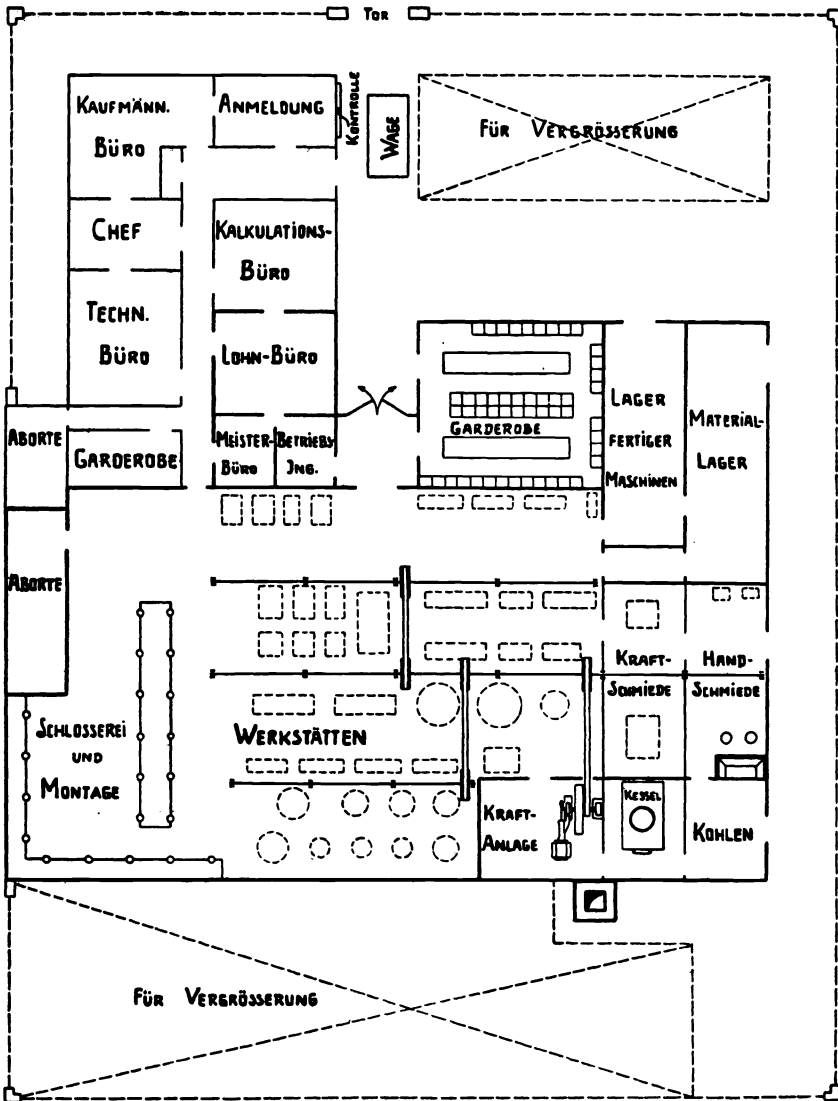 TOR
KAUFMÄNN.
BÜRO
ANMELDUNG
KONTROLLE
WAGE
FÜR VERGRÖSSERUNG
CHEF
KALKULATIONS-
BÜRO
TECHN.
BÜRO
LOHN-BÜRO
ABORTE
GARDEROBE
MEISTER-
BÜRO
BETRIEBS
ING.
GARDEROBE
LAGER
FERTIGER
MASCHINEN
MATERIAL-
LAGER
ABORTE
KRAFT-
SCHMIEDE
HAND-
SCHMIEDE
SCHLOSSEREI
UND
MONTAGE
WERKSTÄTTEN
KRAFT-
ANLAGE
KESSEL
KOHLEN
FÜR VERGRÖSSERUNG